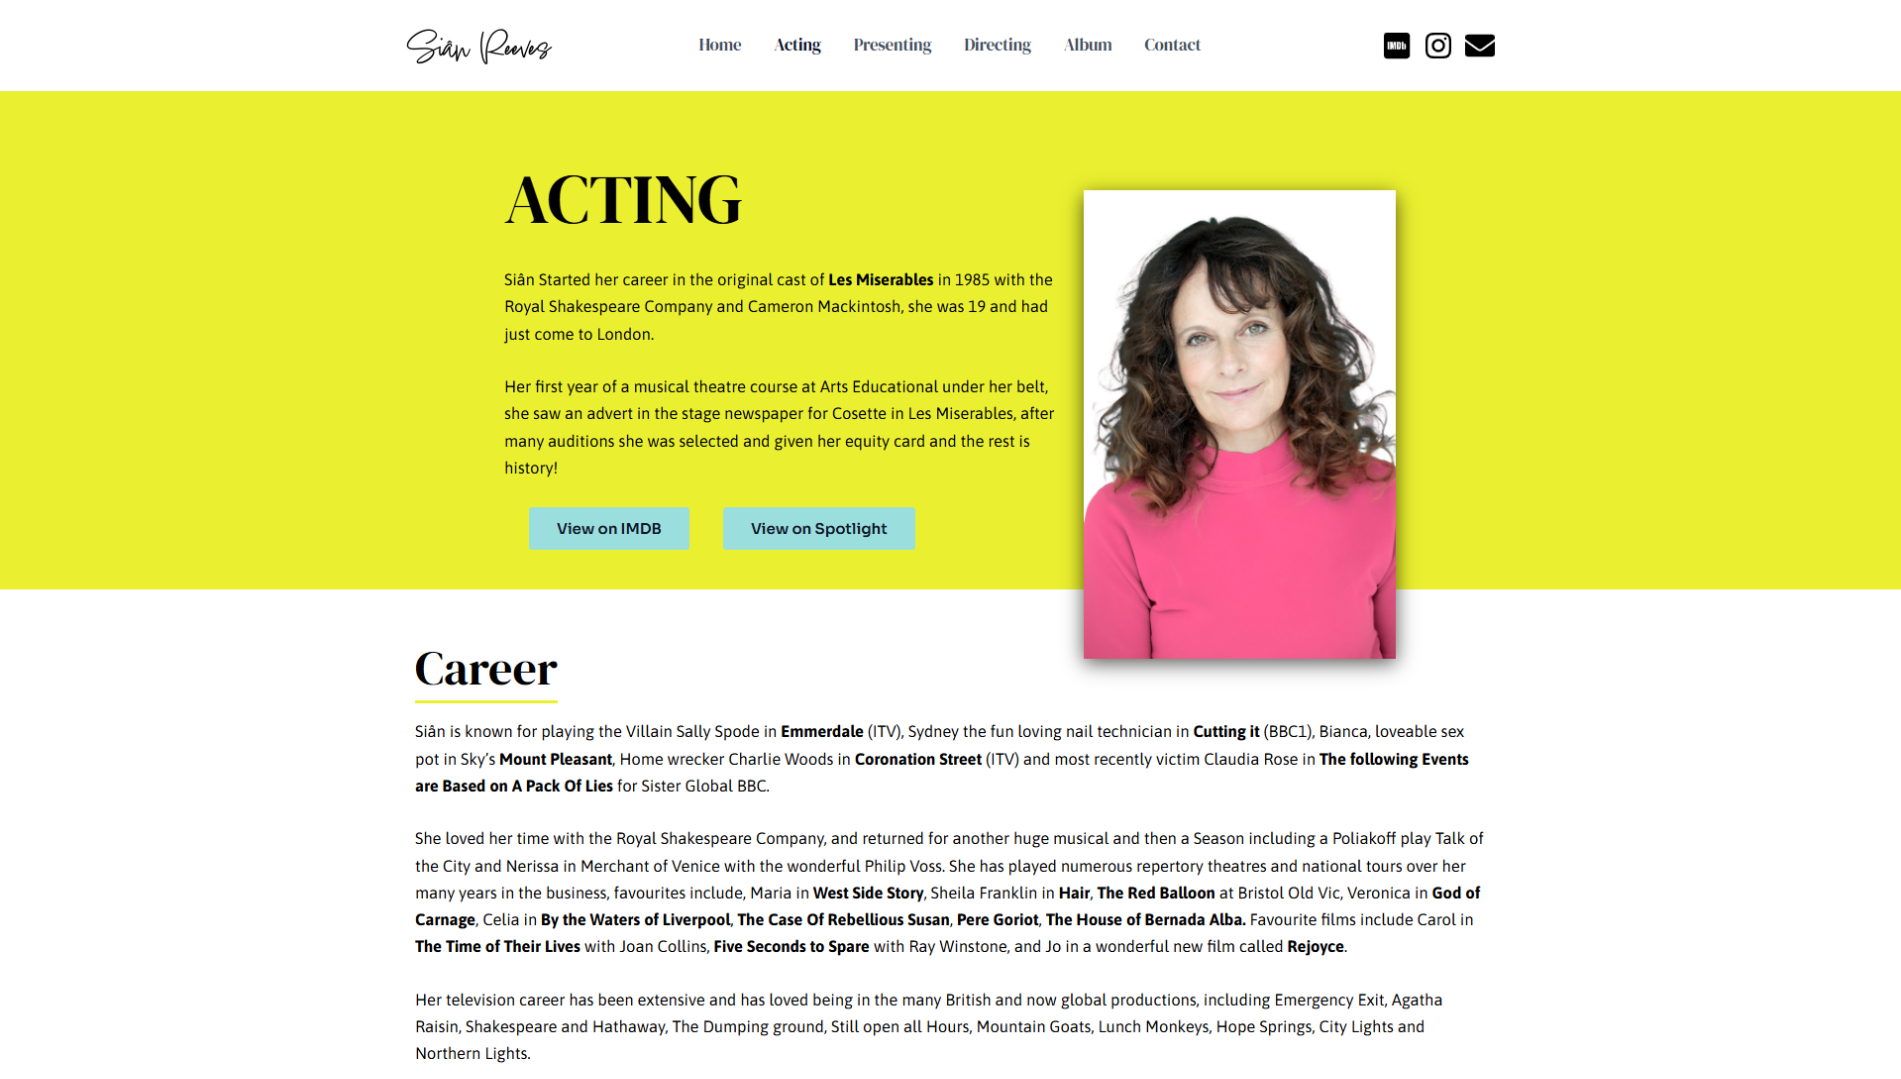 Siân Reeves
Home Acting Presenting Directing Album Contact
IMDb
ACTING
Siân Started her career in the original cast of Les Miserables in 1985 with the
Royal Shakespeare Company and Cameron Mackintosh, she was 19 and had
just come to London.
Her first year of a musical theatre course at Arts Educational under her belt,
she saw an advert in the stage newspaper for Cosette in Les Miserables, after
many auditions she was selected and given her equity card and the rest is
history!
View on IMDB View on Spotlight
Career
Siân is known for playing the Villain Sally Spode in Emmerdale (ITV), Sydney the fun loving nail technician in Cutting it (BBC1), Bianca, loveable sex
pot in Sky’s Mount Pleasant, Home wrecker Charlie Woods in Coronation Street (ITV) and most recently victim Claudia Rose in The following Events
are Based on A Pack Of Lies for Sister Global BBC.
She loved her time with the Royal Shakespeare Company, and returned for another huge musical and then a Season including a Poliakoff play Talk of
the City and Nerissa in Merchant of Venice with the wonderful Philip Voss. She has played numerous repertory theatres and national tours over her
many years in the business, favourites include, Maria in West Side Story, Sheila Franklin in Hair, The Red Balloon at Bristol Old Vic, Veronica in God of
Carnage, Celia in By the Waters of Liverpool, The Case Of Rebellious Susan, Pere Goriot, The House of Bernada Alba. Favourite films include Carol in
The Time of Their Lives with Joan Collins, Five Seconds to Spare with Ray Winstone, and Jo in a wonderful new film called Rejoyce.
Her television career has been extensive and has loved being in the many British and now global productions, including Emergency Exit, Agatha
Raisin, Shakespeare and Hathaway, The Dumping ground, Still open all Hours, Mountain Goats, Lunch Monkeys, Hope Springs, City Lights and
Northern Lights.